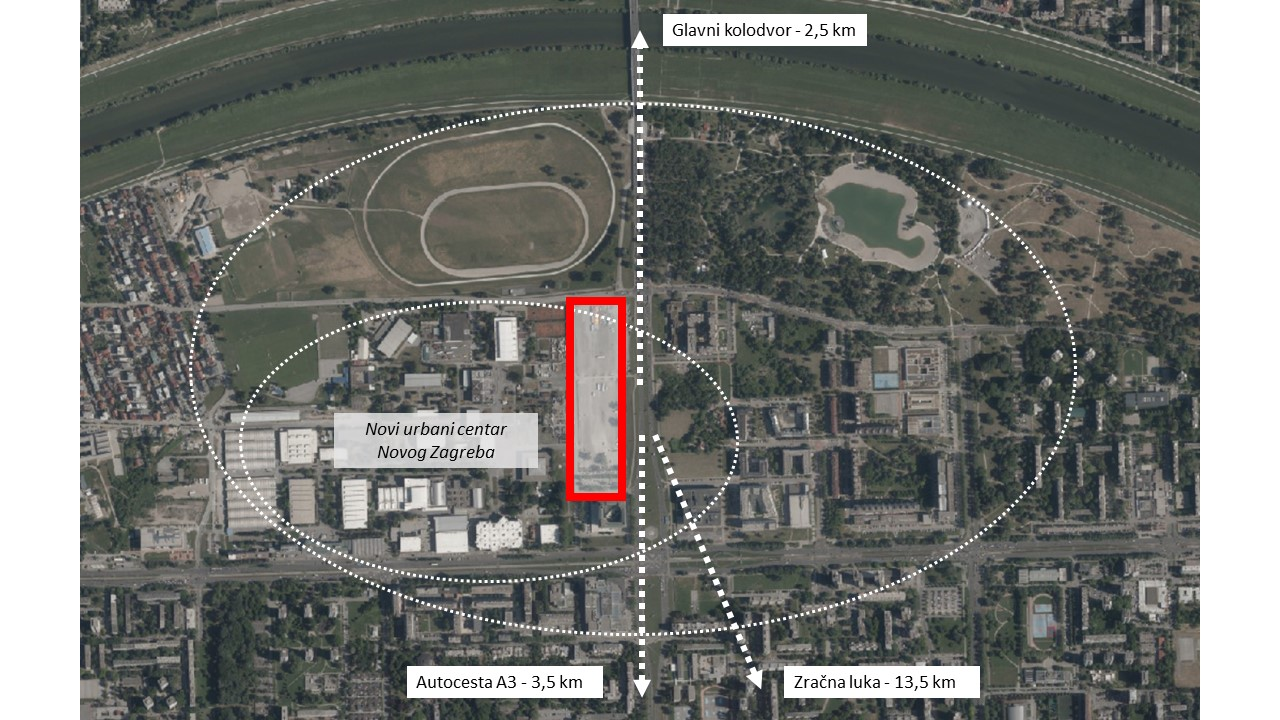 Glavni kolodvor - 2,5 km
Novi urbani centar
Novog Zagreba
Autocesta A3 - 3,5 km
Zračna luka - 13,5 km